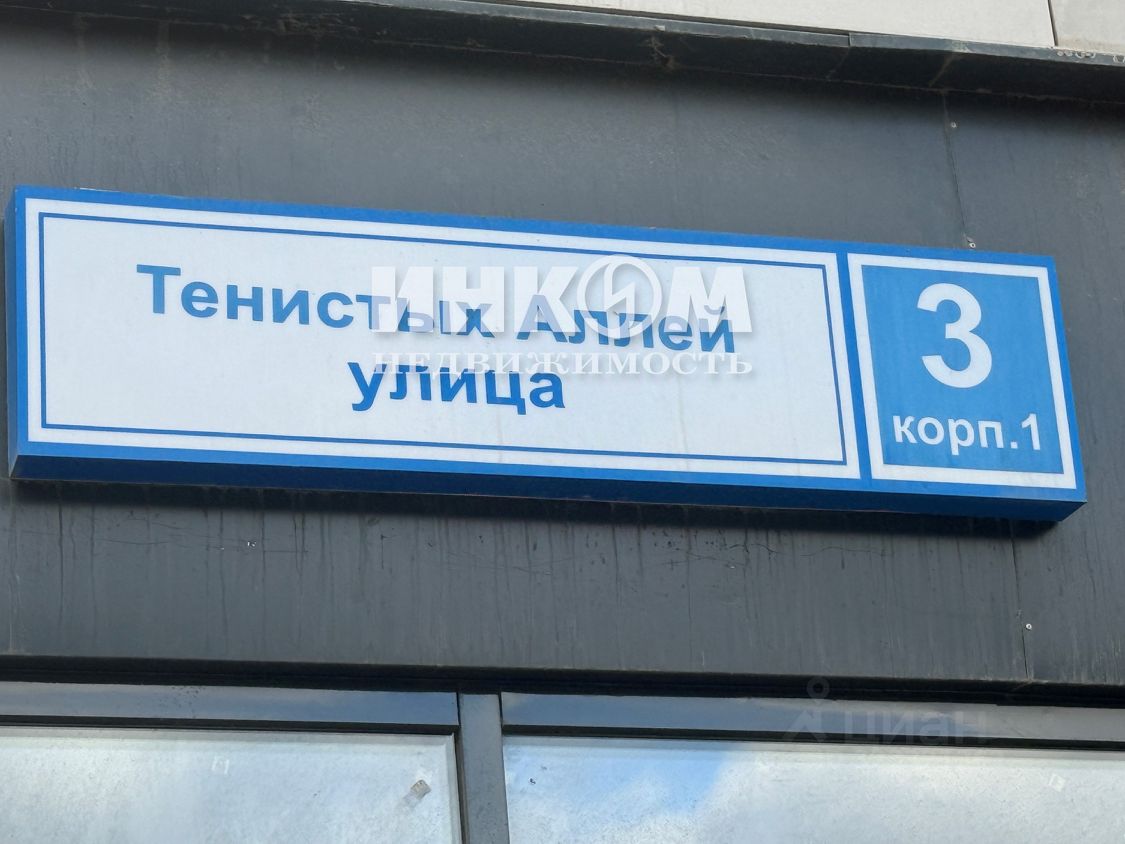 Тенистых Аллей
улица
3
корп.1
ИНКОМ
недвижимость
циан